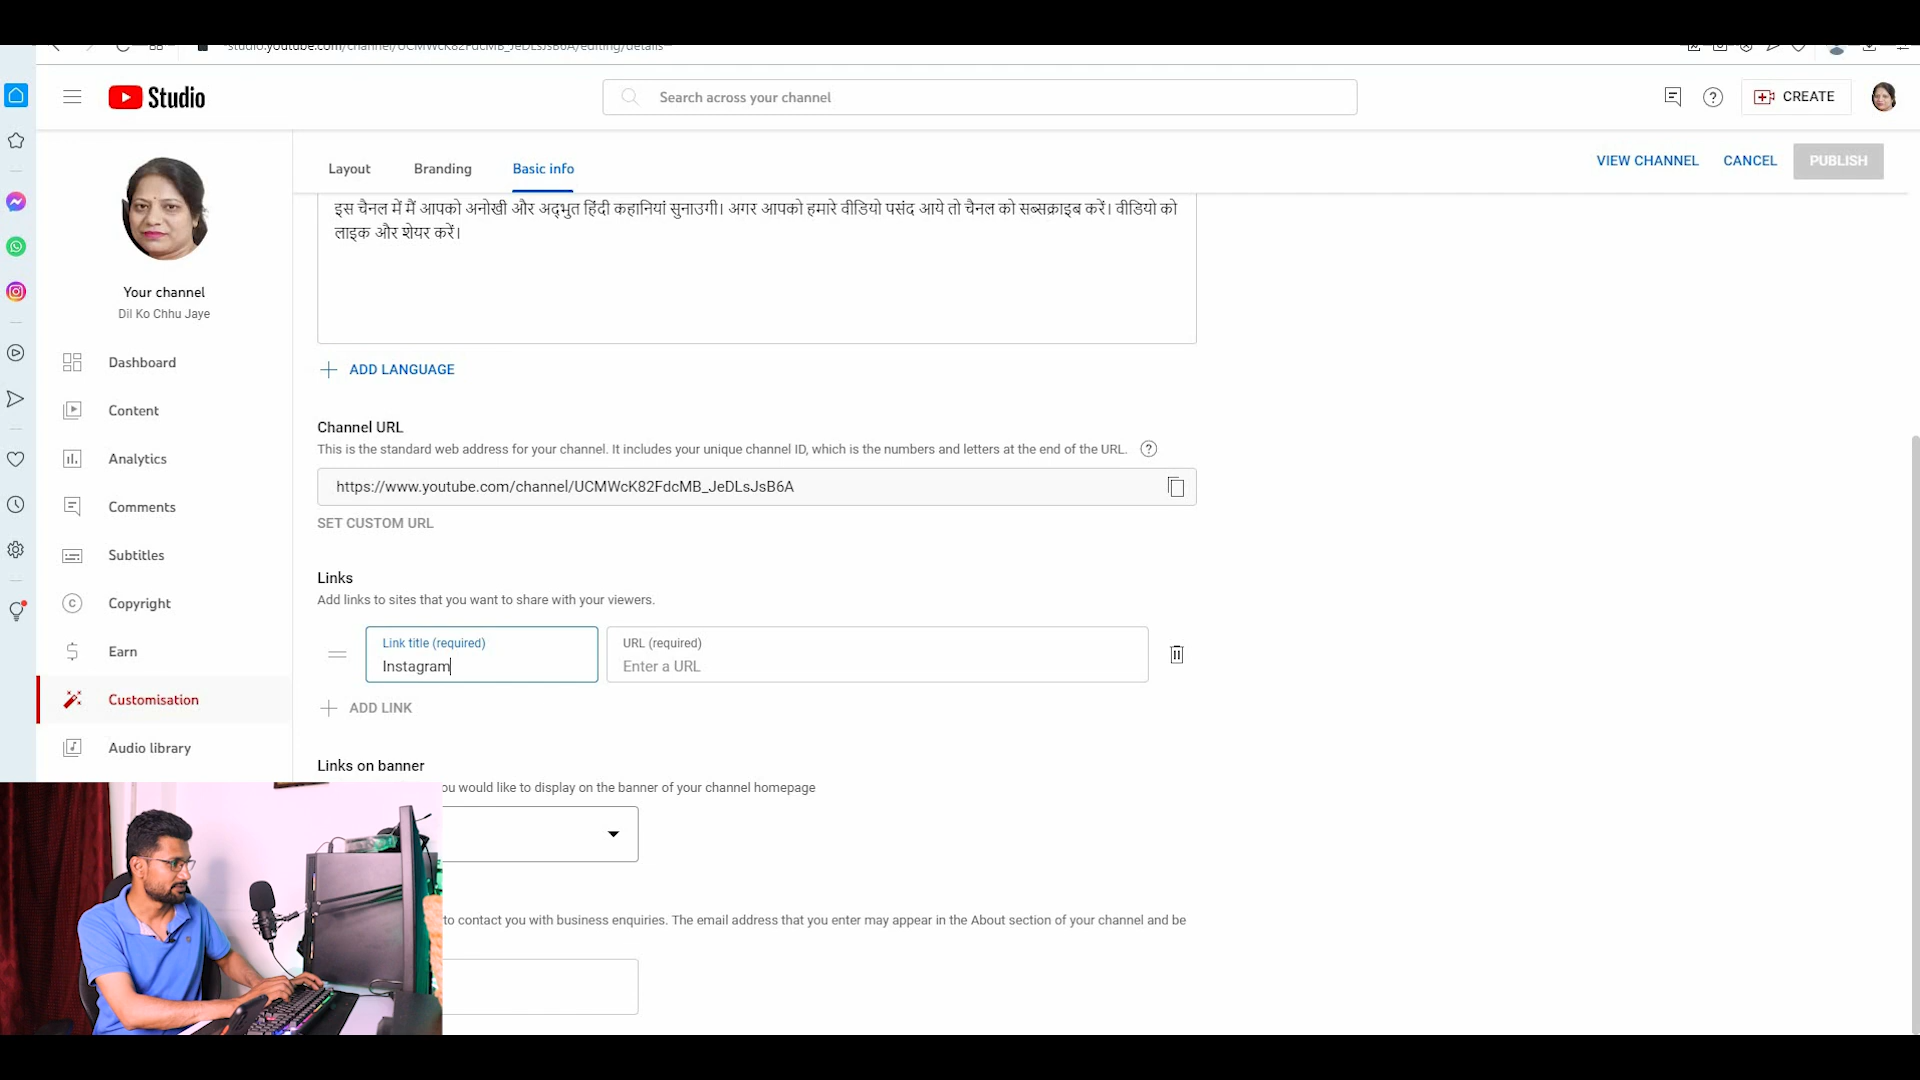 studio.youtube.com/channel/UCMWcK82FdcMB_JeDLsJsB6A/editing/details
Studio
Search across your channel
CREATE
Layout
Branding
Basic info
VIEW CHANNEL
CANCEL
PUBLISH
इस चैनल में मैं आपको अनोखी और अद्भुत हिंदी कहानियां सुनाउगी। अगर आपको हमारे वीडियो पसंद आये तो चैनल को सब्सक्राइब करें। वीडियो को
लाइक और शेयर करें।
Your channel
Dil Ko Chhu Jaye
Dashboard
Content
Analytics
Comments
Subtitles
Copyright
Earn
Customisation
Audio library
ADD LANGUAGE
Channel URL
This is the standard web address for your channel. It includes your unique channel ID, which is the numbers and letters at the end of the URL.
https://www.youtube.com/channel/UCMWcK82FdcMB_JeDLsJsB6A
SET CUSTOM URL
Links
Add links to sites that you want to share with your viewers.
Link title (required)
Instagram
URL (required)
Enter a URL
ADD LINK
Links on banner
ou would like to display on the banner of your channel homepage
to contact you with business enquiries. The email address that you enter may appear in the About section of your channel and be